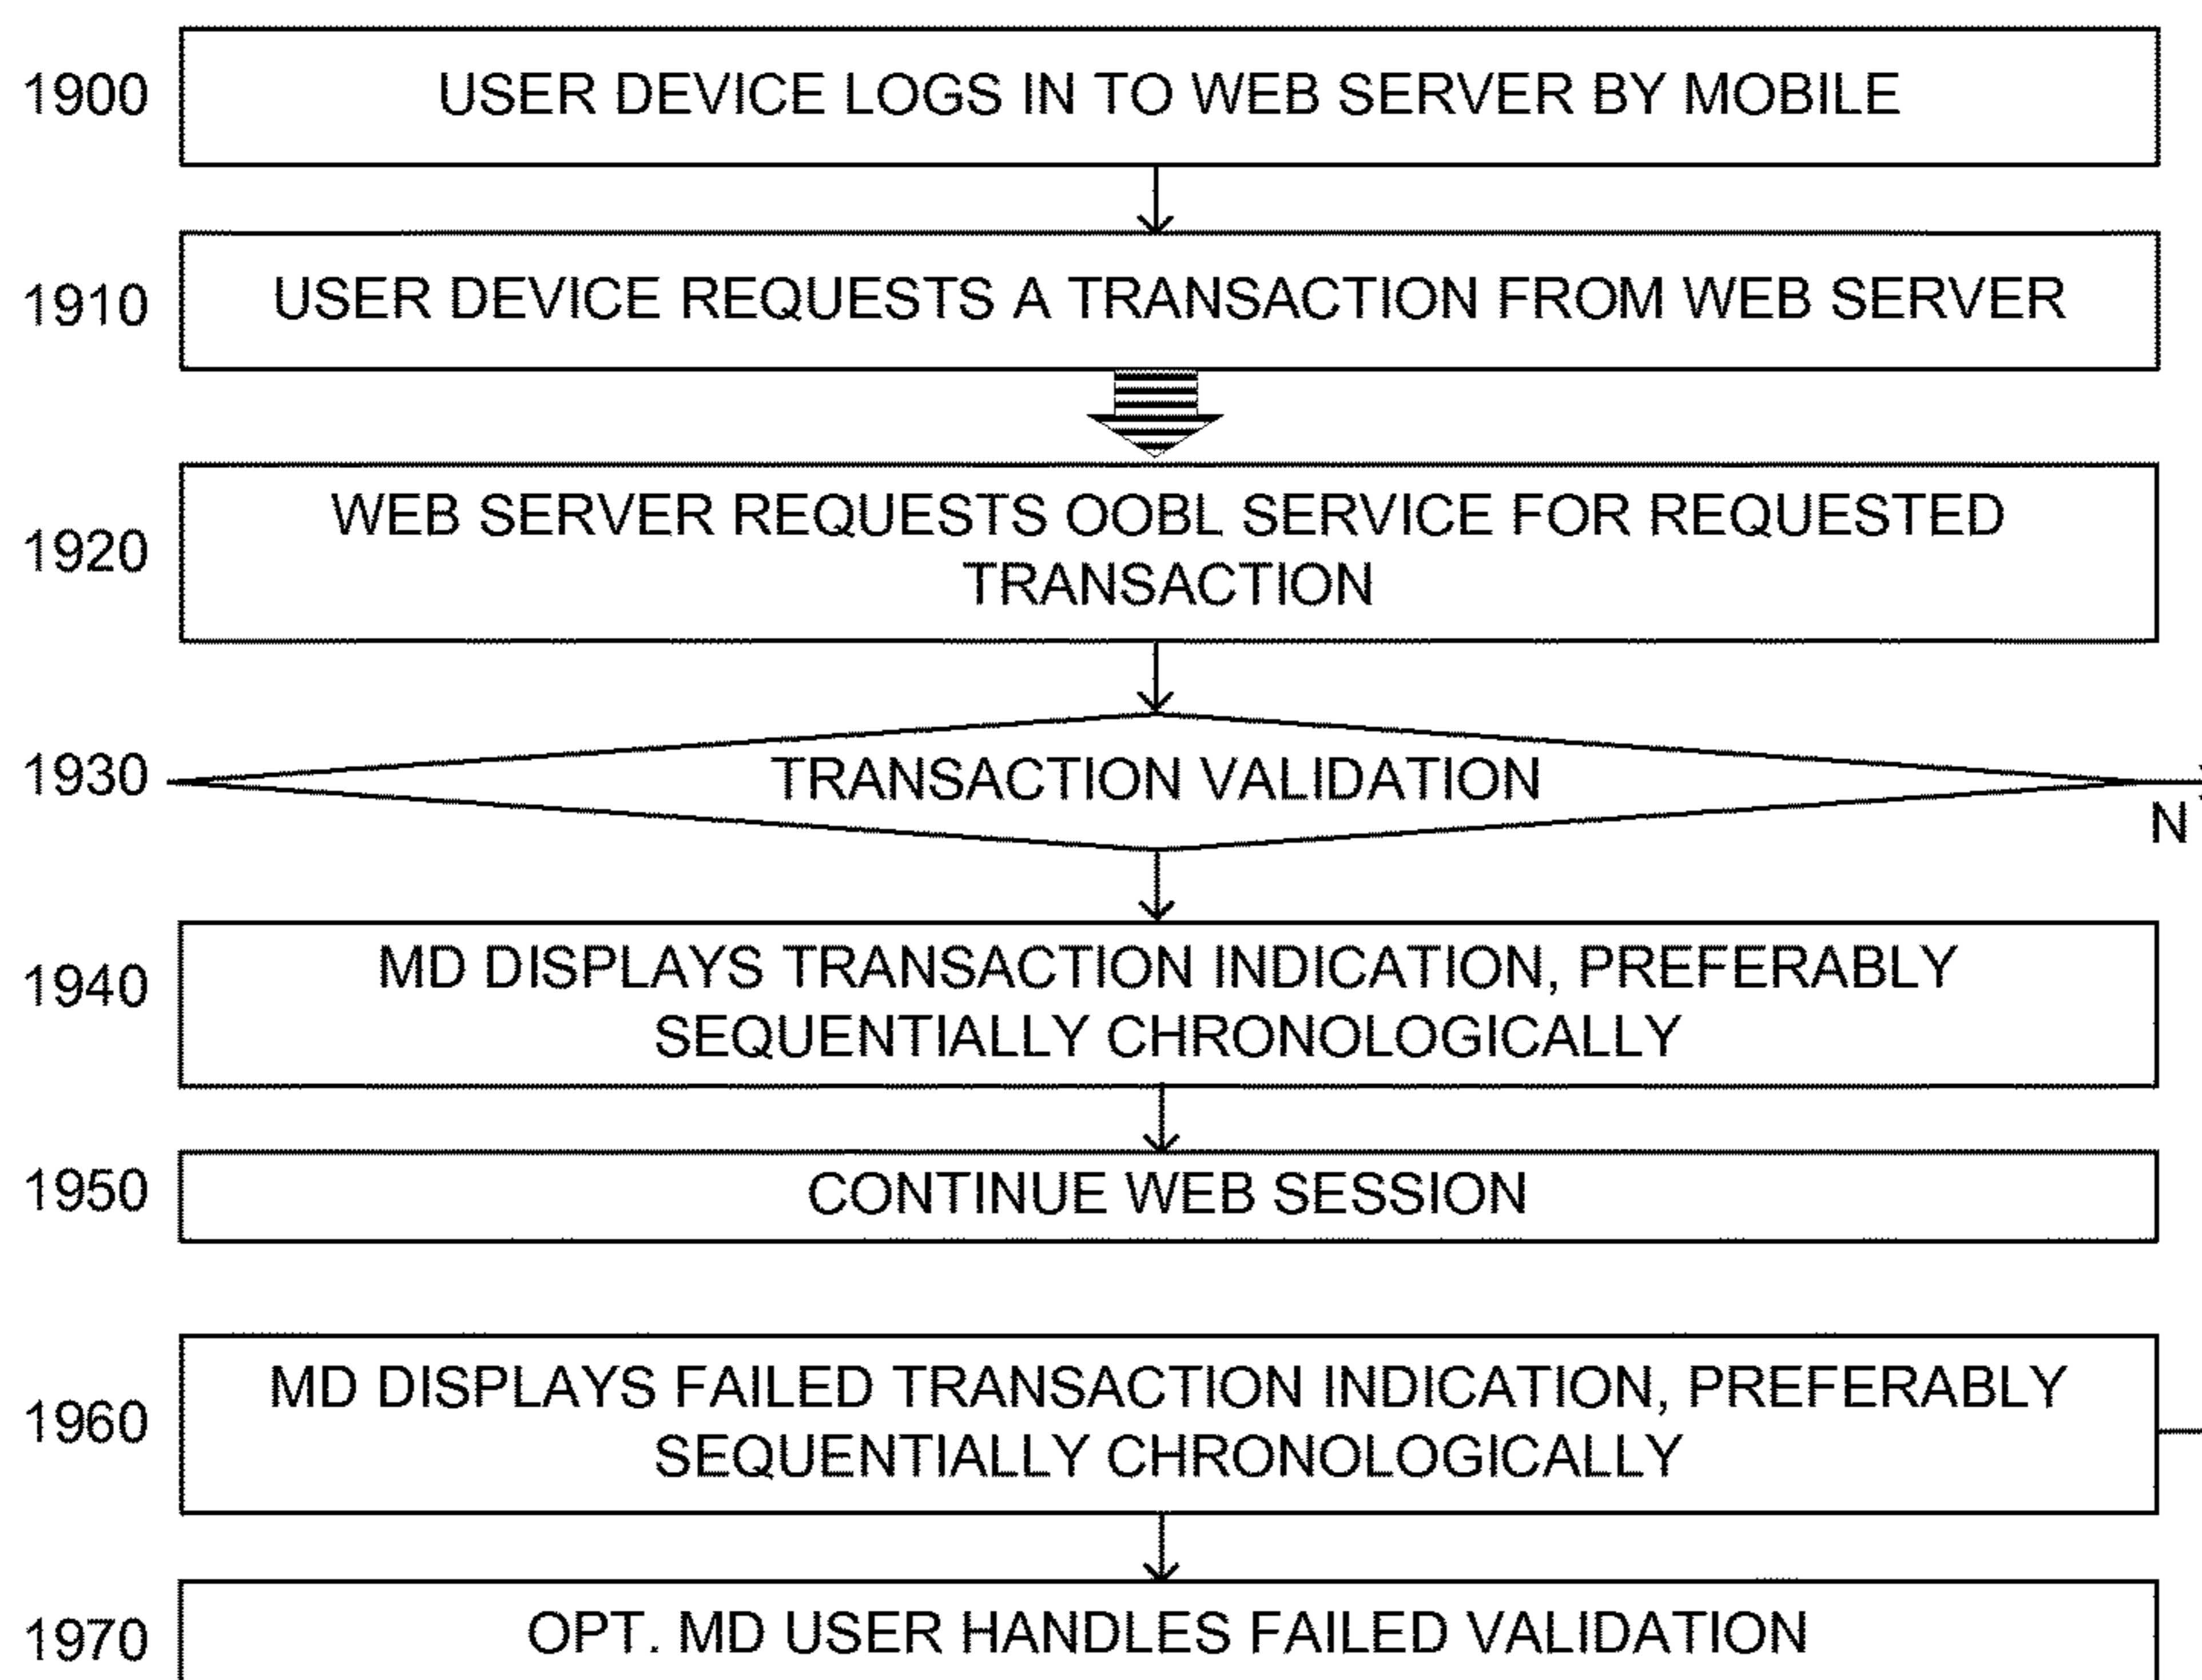 1900 USER DEVICE LOGS IN TO WEB SERVER BY MOBILE
1910 USER DEVICE REQUESTS A TRANSACTION FROM WEB SERVER
WEB SERVER REQUESTS OOBL SERVICE FOR REQUESTED
1920
TRANSACTION
1930 TRANSACTION VALIDATION
N
MD DISPLAYS TRANSACTION INDICATION, PREFERABLY
1940
SEQUENTIALLY CHRONOLOGICALLY
1950 CONTINUE WEB SESSION
MD DISPLAYS FAILED TRANSACTION INDICATION, PREFERABLY
1960
SEQUENTIALLY CHRONOLOGICALLY
1970 OPT. MD USER HANDLES FAILED VALIDATION